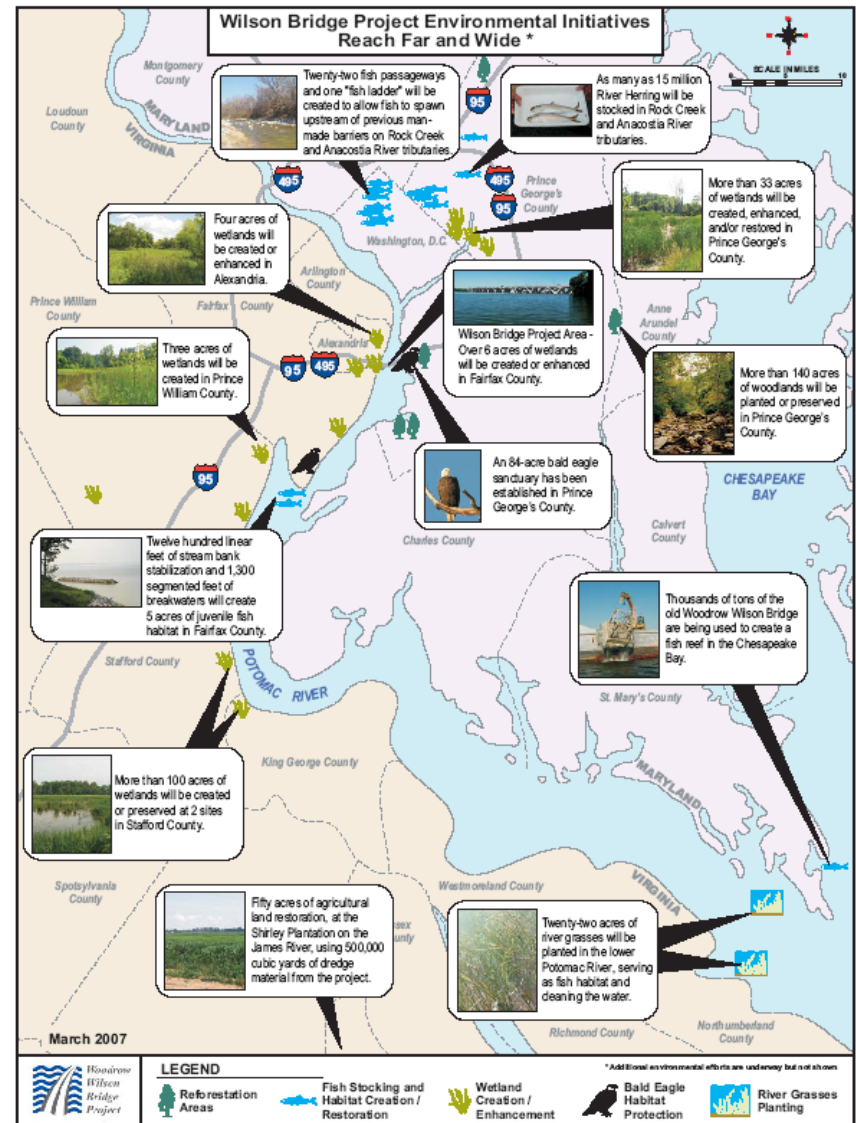 Wilson Bridge Project Environmental Initiatives
Reach Far and Wide *
SCALE IN MILES
0 5 10
Montgomery
County
Loudoun
County
MARYLAND
VIRGINIA
Twenty-two fish passageways
and one "fish ladder" will be
created to allow fish to spawn
upstream of previous man-
made barriers on Rock Creek
and Anacostia River tributaries.
95
As many as 15 million
River Herring will be
stocked in Rock Creek
and Anacostia River
tributaries.
495
495
95
Prince
George's
County
More than 33 acres
of wetlands will be
created, enhanced,
and/or restored in
Prince George's
County.
Four acres of
wetlands will
be created or
enhanced in
Alexandria.
Washington, D.C.
Arlington
County
Prince William
County
Fairfax County
Alexandria
Wilson Bridge Project Area -
Over 6 acres of wetlands
will be created or enhanced
in Fairfax County.
Anne
Arundel
County
Three acres of
wetlands will be
created in Prince
William County.
95
495
More than 140 acres
of woodlands will be
planted or preserved
in Prince George's
County.
95
An 84-acre bald eagle
sanctuary has been
established in Prince
George's County.
CHESAPEAKE
BAY
Charles County
Calvert
County
Twelve hundred linear
feet of stream bank
stabilization and 1,300
segmented feet of
breakwaters will create
5 acres of juvenile fish
habitat in Fairfax County.
Thousands of tons of the
old Woodrow Wilson Bridge
are being used to create a
fish reef in the Chesapeake
Bay.
Stafford County
POTOMAC RIVER
St. Mary's County
King George County
MARYLAND
More than 100 acres of
wetlands will be created
or preserved at 2 sites
in Stafford County.
Spotsylvania
County
Westmoreland County
VIRGINIA
Fifty acres of agricultural
land restoration, at the
Shirley Plantation on the
James River, using 500,000
cubic yards of dredge
material from the project.
Twenty-two acres of
river grasses will be
planted in the lower
Potomac River, serving
as fish habitat and
cleaning the water.
March 2007
Richmond County
Northumberland
County
Woodrow
Wilson
Bridge
Project
LEGEND
*Additional environmental efforts are underway but not shown
Reforestation
Areas
Fish Stocking and
Habitat Creation /
Restoration
Wetland
Creation /
Enhancement
Bald Eagle
Habitat
Protection
River Grasses
Planting